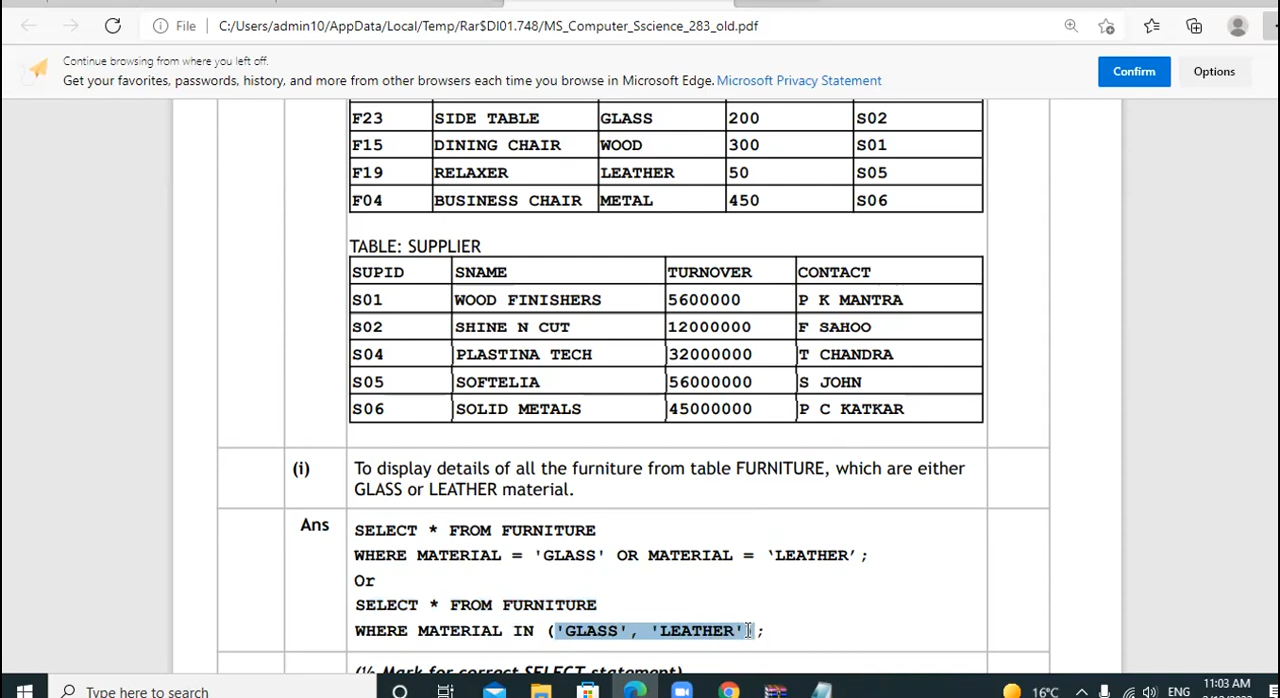 File C:/Users/admin10/AppData/Local/Temp/Rar$DI01.748/MS_Computer_Sscience_283_old.pdf
Continue browsing from where you left off.
Get your favorites, passwords, history, and more from other browsers each time you browse in Microsoft Edge. Microsoft Privacy Statement Confirm Options
F23 SIDE TABLE GLASS 200 S02
F15 DINING CHAIR WOOD 300 S01
F19 RELAXER LEATHER 50 S05
F04 BUSINESS CHAIR METAL 450 S06
TABLE: SUPPLIER
SUPID SNAME TURNOVER CONTACT
S01 WOOD FINISHERS 5600000 P K MANTRA
S02 SHINE N CUT 12000000 F SAHOO
S04 PLASTINA TECH 32000000 T CHANDRA
S05 SOFTELIA 56000000 S JOHN
S06 SOLID METALS 45000000 P C KATKAR
(i) To display details of all the furniture from table FURNITURE, which are either
GLASS or LEATHER material.
Ans SELECT * FROM FURNITURE
WHERE MATERIAL = 'GLASS' OR MATERIAL = ‘LEATHER’;
Or
SELECT * FROM FURNITURE
WHERE MATERIAL IN ('GLASS', 'LEATHER');
(½ Mark for correct SELECT statement)
Type here to search 16°C ENG 11:03 AM